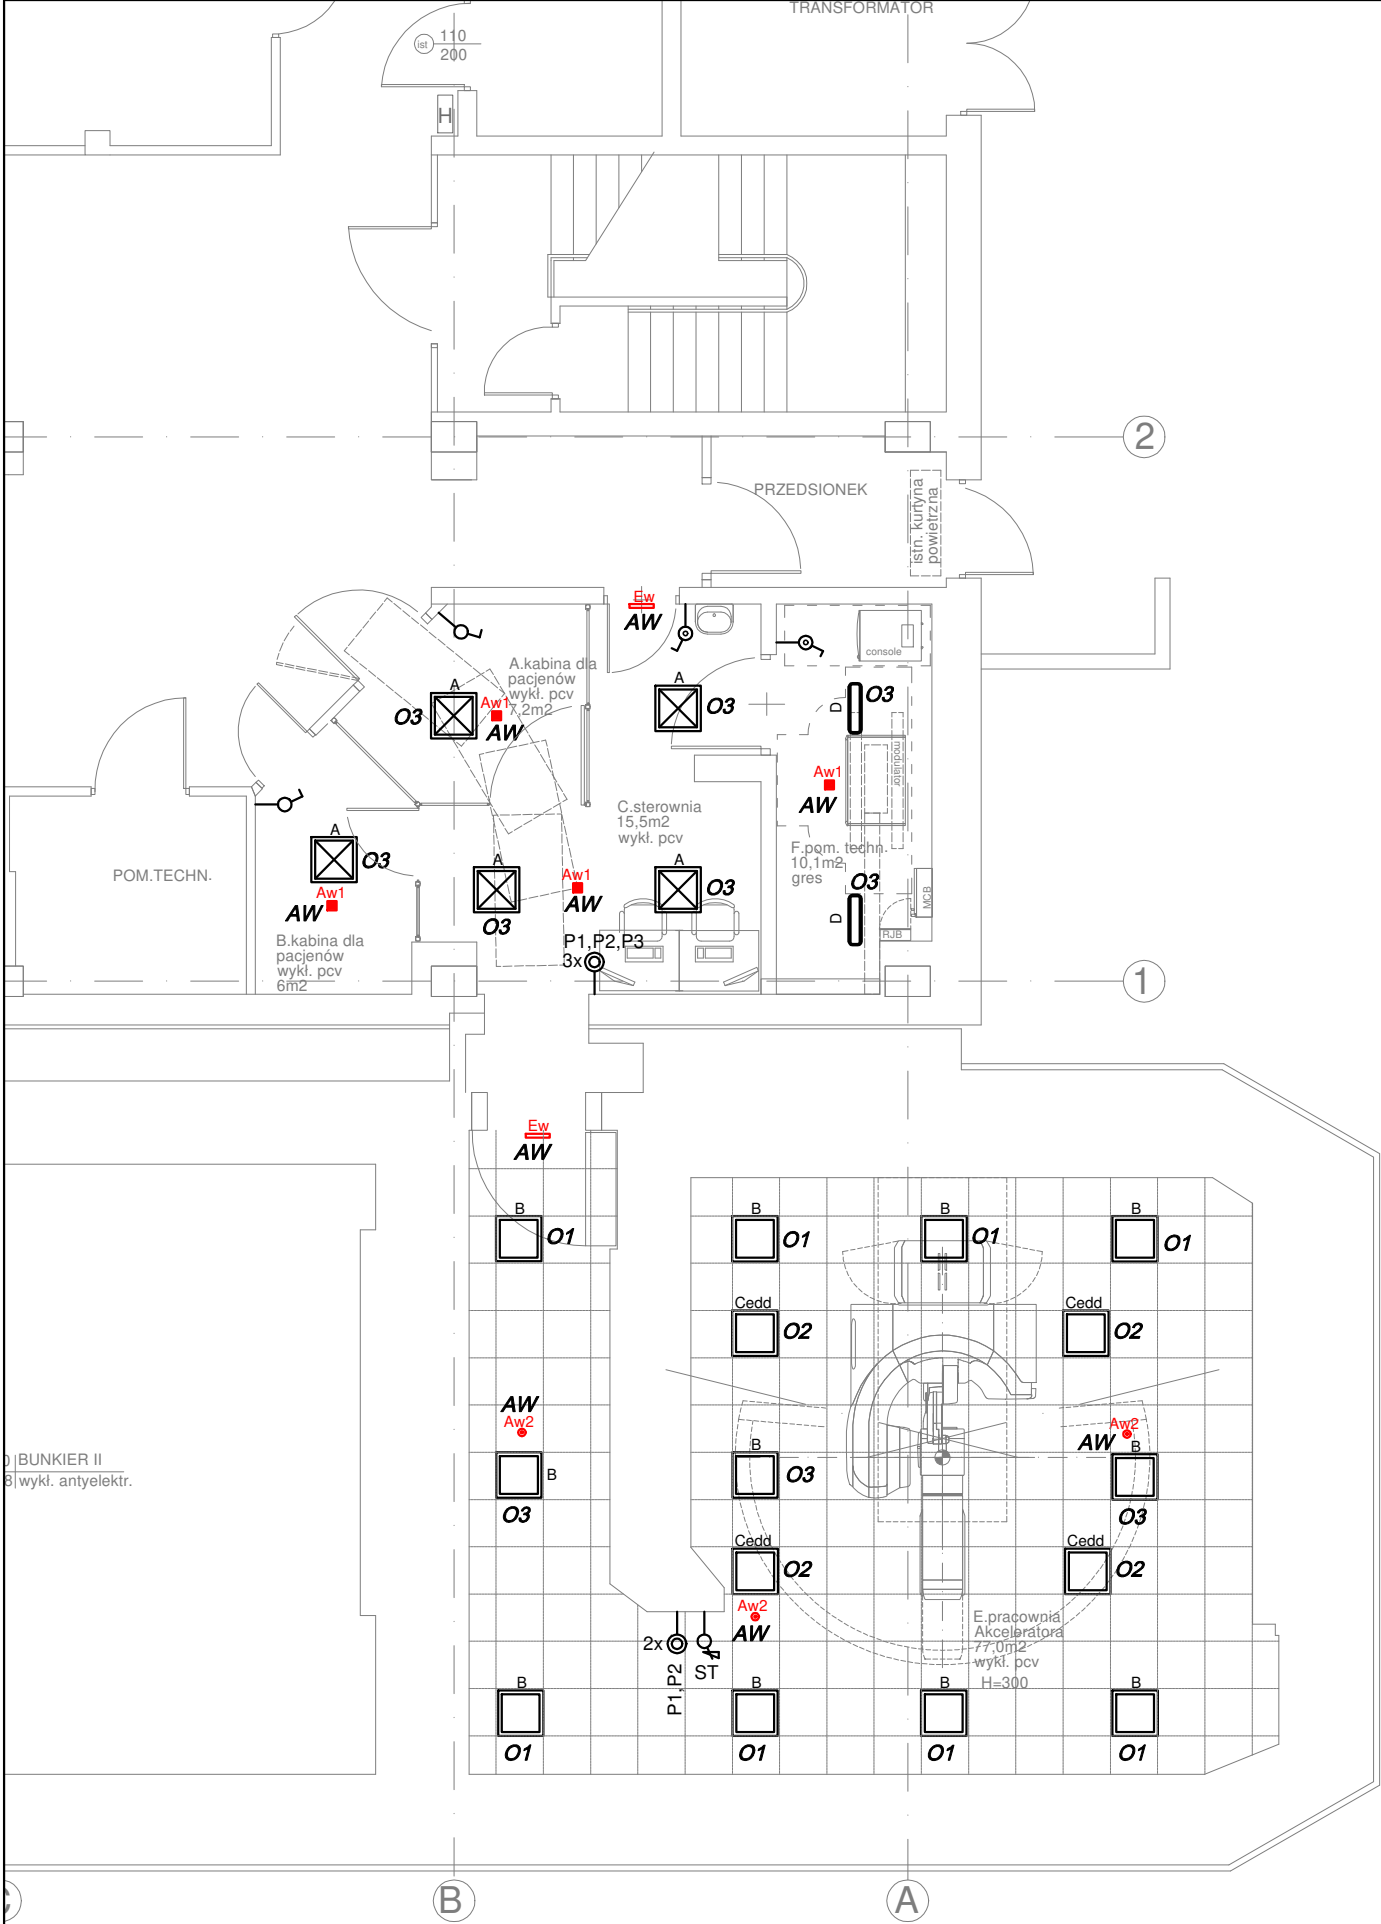 TRANSFORMATOR
ist
110
200
H
2
PRZEDSIONEK
istn. kurtyna
powietrzna
Ew
AW
console
A.kabina dla
pacjenów
wykł. pcv
7,2m2
A
O3
Aw1
AW
A
O3
D
O3
modulator
Aw1
AW
C.sterownia
15,5m2
wykł. pcv
F.pom. techn.
10,1m2
gres
A
O3
POM.TECHN.
Aw1
AW
A
O3
Aw1
AW
A
O3
O3
D
MCB
RJB
B.kabina dla
pacjenów
wykł. pcv
6m2
P1,P2,P3
3x
1
Ew
AW
B
O1
B
O1
B
O1
B
O1
Cedd
O2
Cedd
O2
AW
Aw2
Aw2
AW
BUNKIER II
8 wykł. antyelektr.
B
O3
B
O3
B
O3
Cedd
O2
Cedd
O2
Aw2
AW
E.pracownia
Akceleratora
77,0m2
wykł. pcv
H=300
2x
P1,P2
ST
B
O1
B
O1
B
O1
B
O1
C
B
A